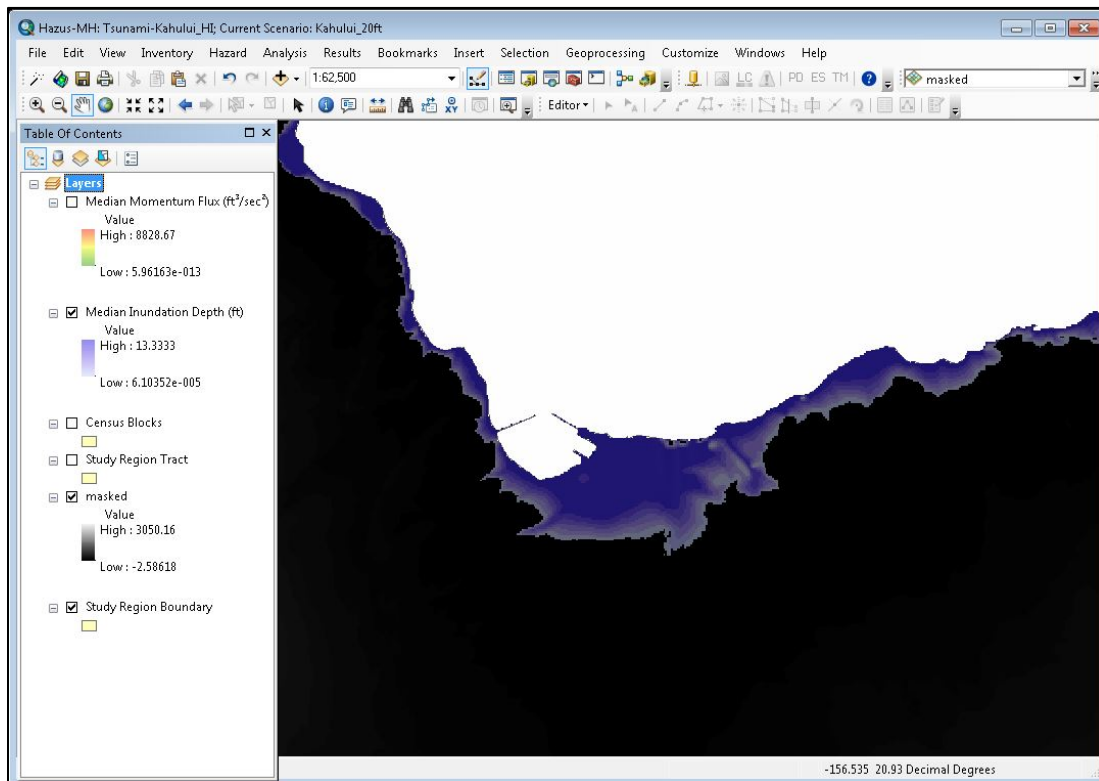 Hazus-MH: Tsunami-Kahului_HI; Current Scenario: Kahului_20ft
File Edit View Inventory Hazard Analysis Results Bookmarks Insert Selection Geoprocessing Customize Windows Help
1:62,500 LC PD ES TM masked
XY Editor
Table Of Contents
Layers
Median Momentum Flux (ft³/sec²)
Value
High : 8828.67
Low : 5.96163e-013
Median Inundation Depth (ft)
Value
High : 13.3333
Low : 6.10352e-005
Census Blocks
Study Region Tract
masked
Value
High : 3050.16
Low : -2.58618
Study Region Boundary
-156.535 20.93 Decimal Degrees